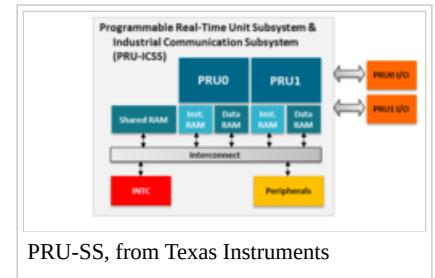 Programmable Real-Time Unit Subsystem &
Industrial Communication Subsystem
(PRU-ICSS)
PRU0
PRU1
PRU0 I/O
PRU1 I/O
Shared RAM
Inst.
RAM
Data
RAM
Inst.
RAM
Data
RAM
Interconnect
INTC
Peripherals
PRU-SS, from Texas Instruments